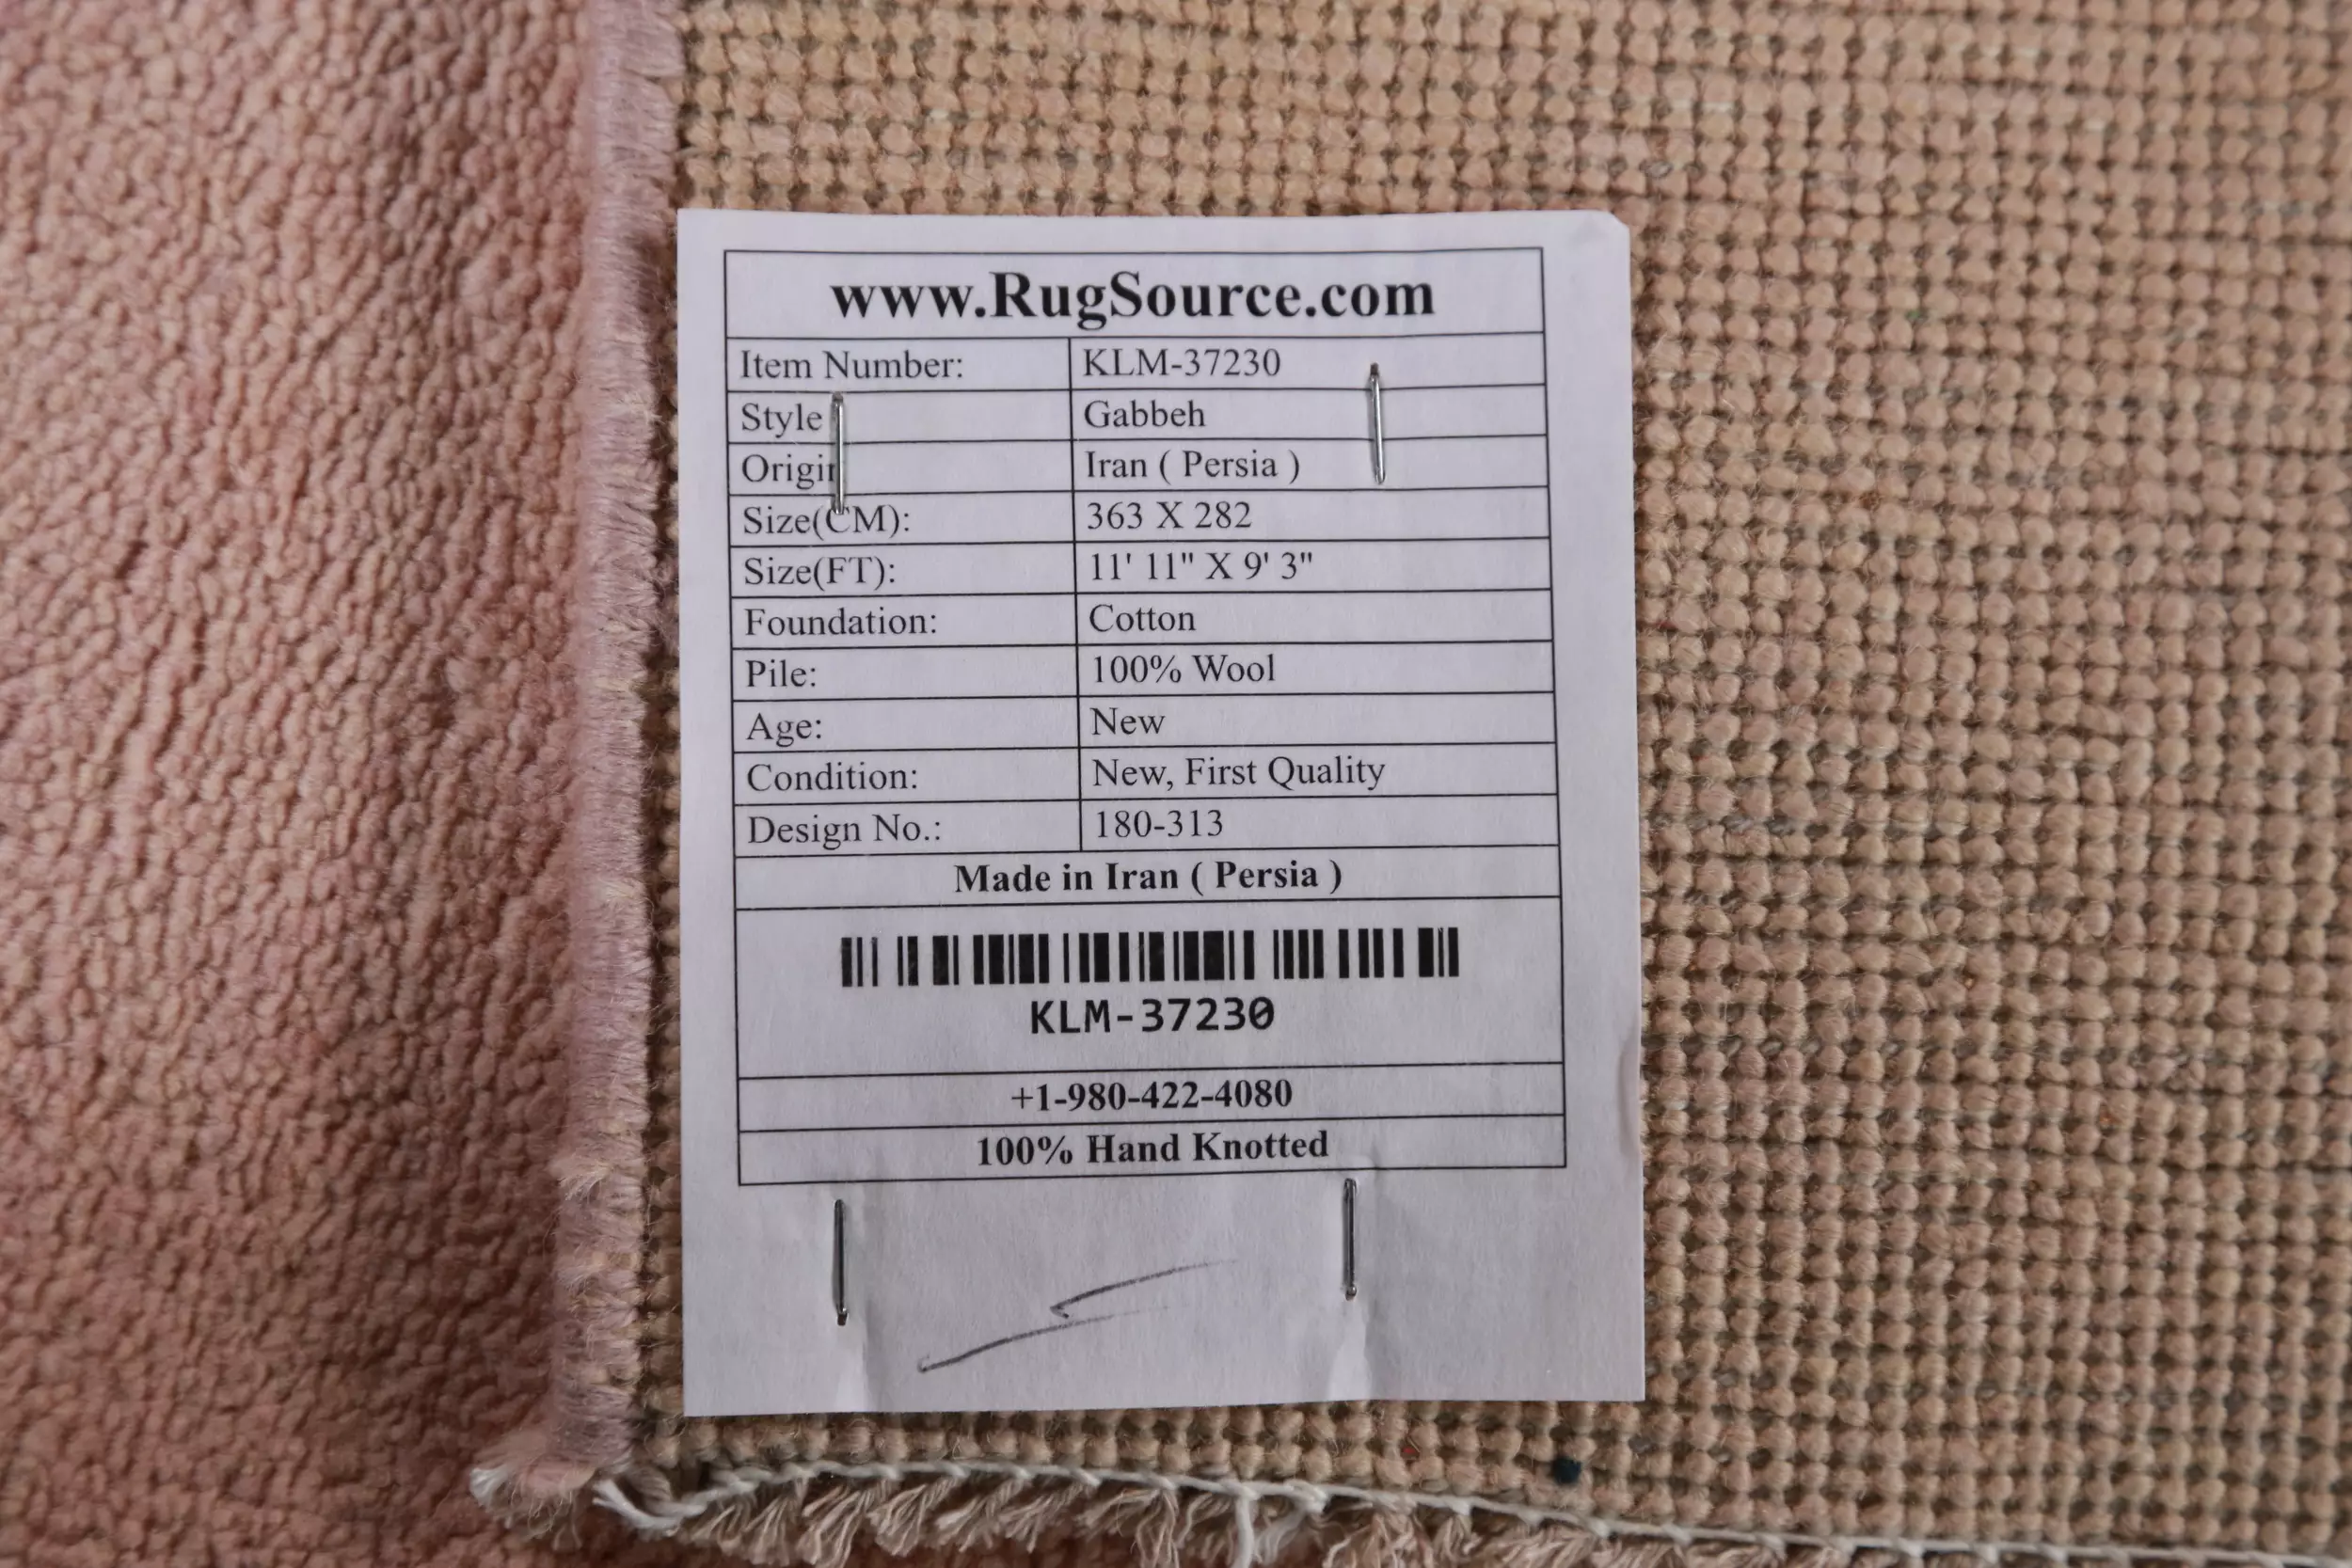 www.RugSource.com
Item Number: KLM-37230
Style Gabbeh
Origin Iran ( Persia )
Size(CM): 363 X 282
Size(FT): 11' 11" X 9' 3"
Foundation: Cotton
Pile: 100% Wool
Age: New
Condition: New, First Quality
Design No.: 180-313
Made in Iran ( Persia )
KLM-37230
+1-980-422-4080
100% Hand Knotted